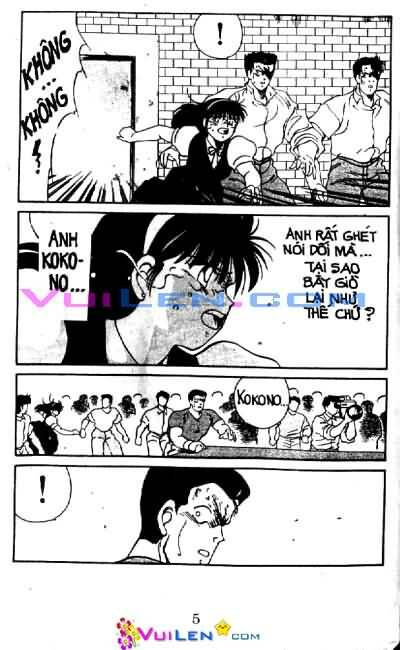 !
KHÔNG
...
KHÔNG
!
ANH
KOKO-
NO...
ANH RẤT GHÉT
NÓI DỐI MÀ...
TẠI SAO
BÂY GIỜ
LẠI NHƯ
THẾ CHỨ?
VUILEN.COM
KOKONO...
!
5
VUILEN.COM